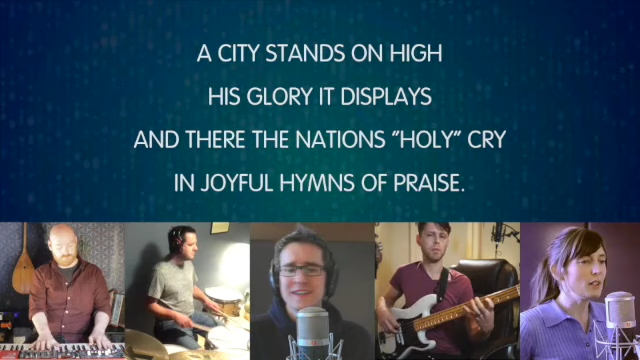 A CITY STANDS ON HIGH
HIS GLORY IT DISPLAYS
AND THERE THE NATIONS “HOLY” CRY
IN JOYFUL HYMNS OF PRAISE.